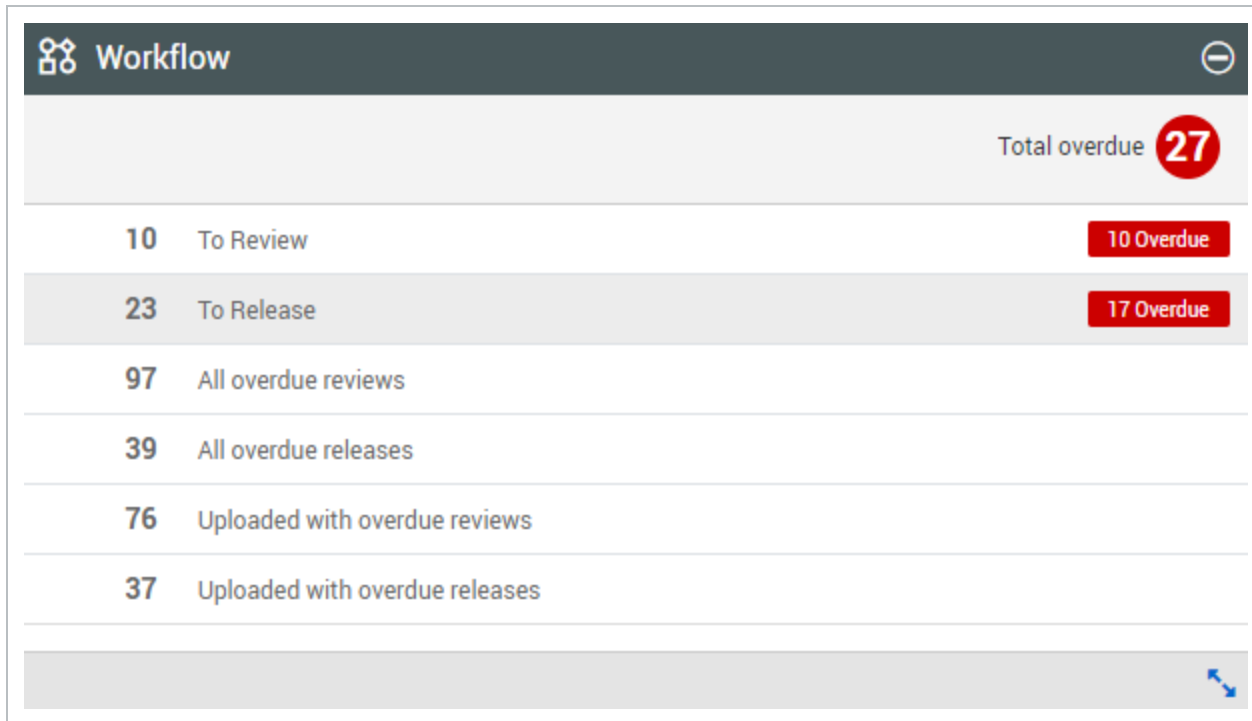 Workflow
Total overdue 27
10 To Review 10 Overdue
23 To Release 17 Overdue
97 All overdue reviews
39 All overdue releases
76 Uploaded with overdue reviews
37 Uploaded with overdue releases